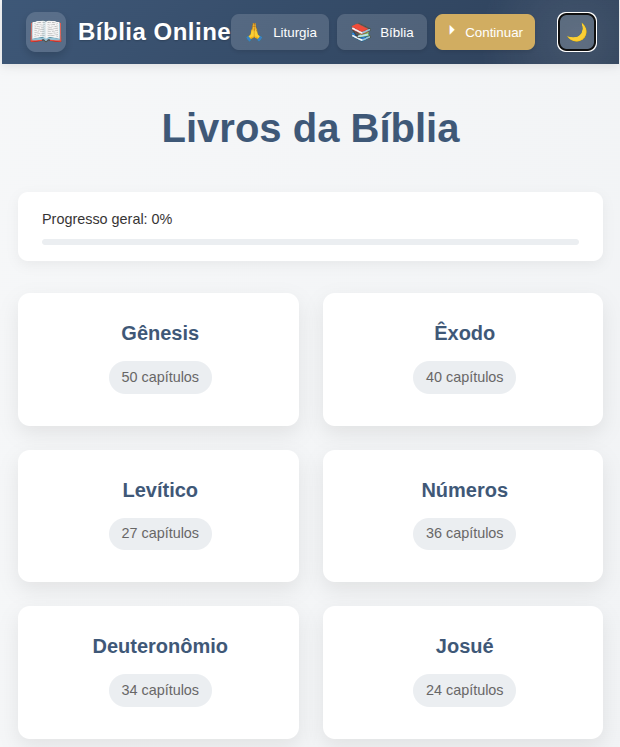 Bíblia Online
Liturgia
Bíblia
Continuar
Livros da Bíblia
Progresso geral: 0%
Gênesis
50 capítulos
Êxodo
40 capítulos
Levítico
27 capítulos
Números
36 capítulos
Deuteronômio
34 capítulos
Josué
24 capítulos